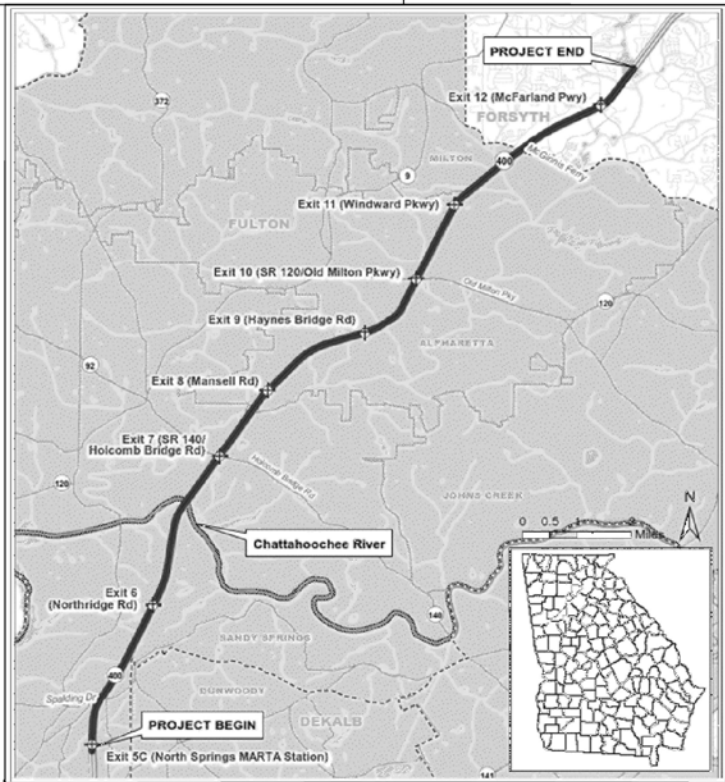 PROJECT END
372
Exit 12 (McFarland Pwy)
FORSYTH
McGinnis Ferry
400
MILTON
9
Exit 11 (Windward Pkwy)
FULTON
Exit 10 (SR 120/Old Milton Pkwy)
Old Milton Pky
120
Exit 9 (Haynes Bridge Rd)
ALPHARETTA
92
Exit 8 (Mansell Rd)
Exit 7 (SR 140/
Holcomb Bridge Rd)
Holcomb Bridge Rd
120
JOHNS CREEK
N
0 0.5 1 2
Miles
Chattahoochee River
Exit 6
(Northridge Rd)
140
SANDY SPRINGS
400
Spalding Dr
DUNWOODY
DEKALB
PROJECT BEGIN
Exit 5C (North Springs MARTA Station)
141